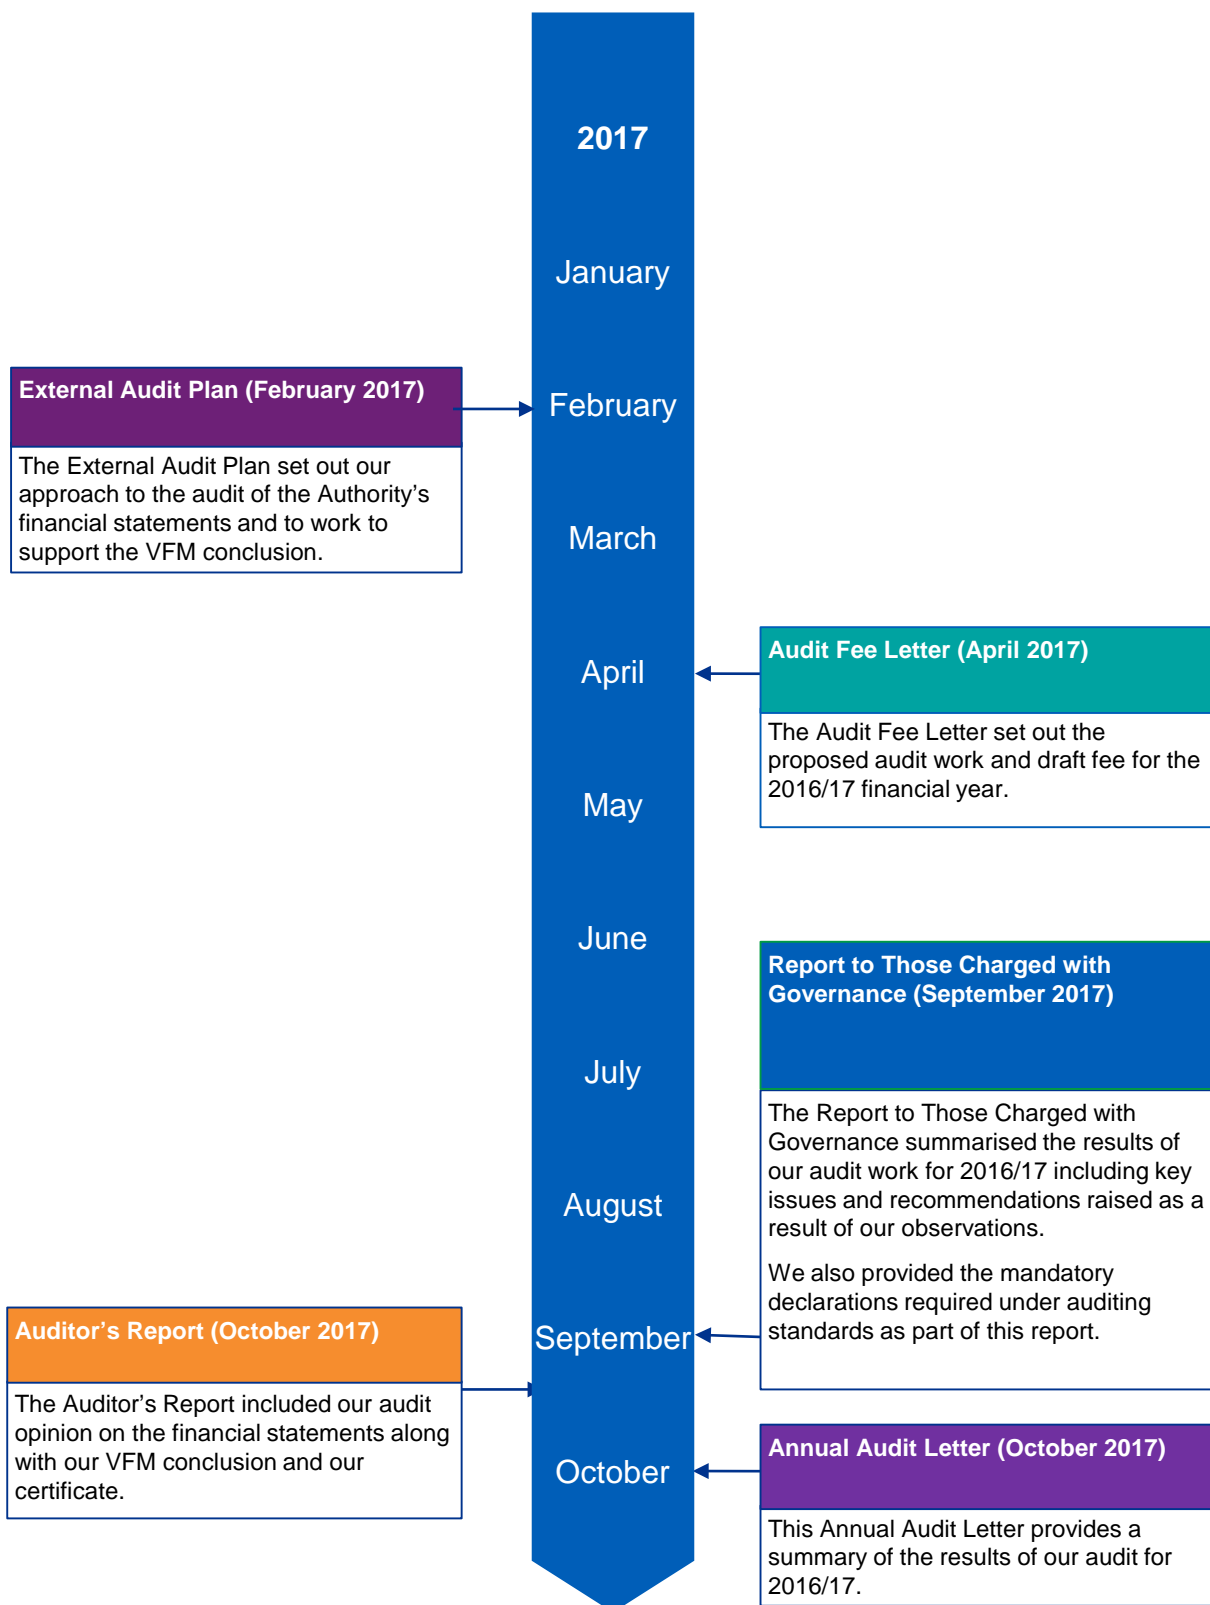 2017
January
External Audit Plan (February 2017)
The External Audit Plan set out our
approach to the audit of the Authority’s
financial statements and to work to
support the VFM conclusion.
February
March
April
Audit Fee Letter (April 2017)
The Audit Fee Letter set out the
proposed audit work and draft fee for the
2016/17 financial year.
May
June
July
August
Report to Those Charged with
Governance (September 2017)
The Report to Those Charged with
Governance summarised the results of
our audit work for 2016/17 including key
issues and recommendations raised as a
result of our observations.
We also provided the mandatory
declarations required under auditing
standards as part of this report.
September
Auditor’s Report (October 2017)
The Auditor’s Report included our audit
opinion on the financial statements along
with our VFM conclusion and our
certificate.
October
Annual Audit Letter (October 2017)
This Annual Audit Letter provides a
summary of the results of our audit for
2016/17.